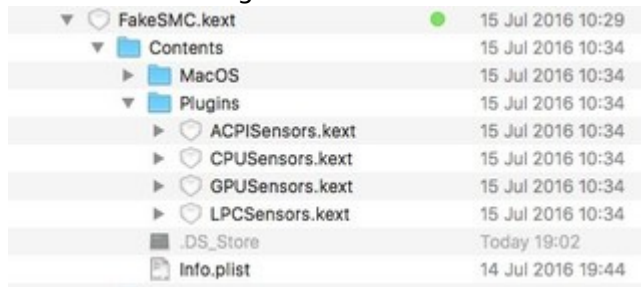 FakeSMC.kext 15 Jul 2016 10:29
Contents 15 Jul 2016 10:34
MacOS 15 Jul 2016 10:34
Plugins 15 Jul 2016 10:34
ACPISensors.kext 15 Jul 2016 10:34
CPUSensors.kext 15 Jul 2016 10:34
GPUSensors.kext 15 Jul 2016 10:34
LPCSensors.kext 15 Jul 2016 10:34
.DS_Store Today 19:02
Info.plist 14 Jul 2016 19:44